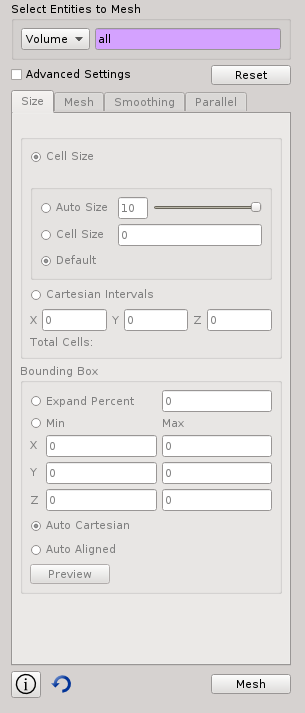 Select Entities to Mesh
Volume all
Advanced Settings Reset
Size Mesh Smoothing Parallel
Cell Size
Auto Size 10
Cell Size 0
Default
Cartesian Intervals
X 0 Y 0 Z 0
Total Cells:
Bounding Box
Expand Percent 0
Min Max
X 0 0
Y 0 0
Z 0 0
Auto Cartesian
Auto Aligned
Preview
i Mesh